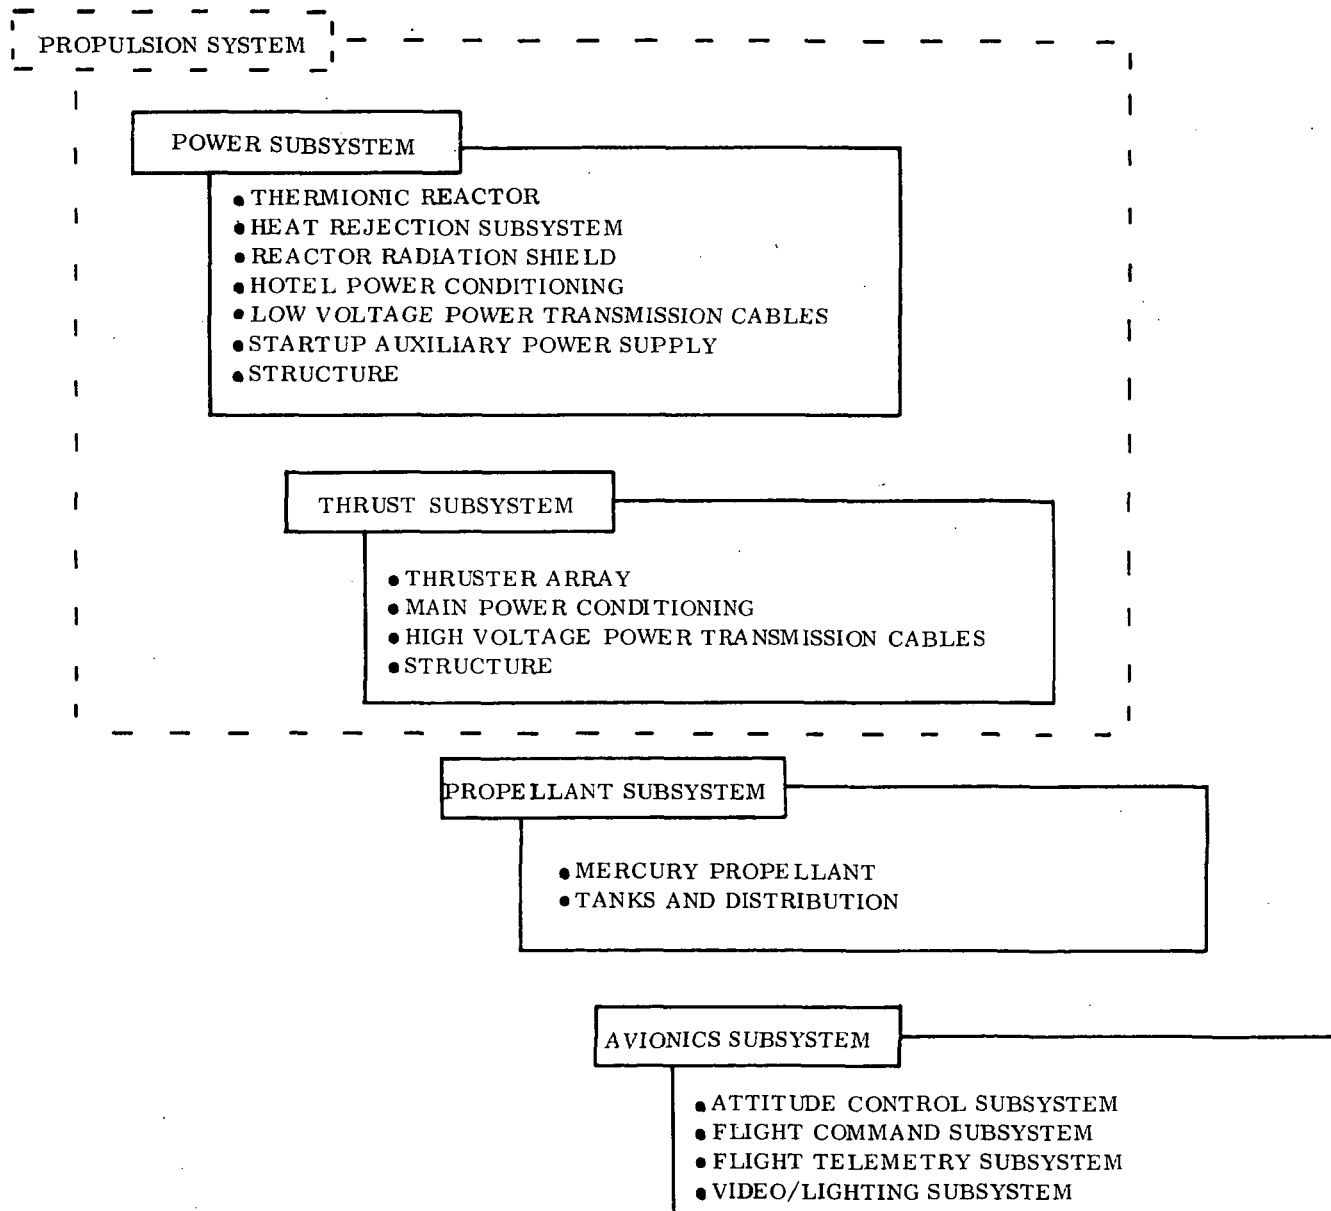 PROPULSION SYSTEM
POWER SUBSYSTEM
• THERMIONIC REACTOR
• HEAT REJECTION SUBSYSTEM
• REACTOR RADIATION SHIELD
• HOTEL POWER CONDITIONING
• LOW VOLTAGE POWER TRANSMISSION CABLES
• STARTUP AUXILIARY POWER SUPPLY
• STRUCTURE
THRUST SUBSYSTEM
• THRUSTER ARRAY
• MAIN POWER CONDITIONING
• HIGH VOLTAGE POWER TRANSMISSION CABLES
• STRUCTURE
PROPELLANT SUBSYSTEM
• MERCURY PROPELLANT
• TANKS AND DISTRIBUTION
AVIONICS SUBSYSTEM
• ATTITUDE CONTROL SUBSYSTEM
• FLIGHT COMMAND SUBSYSTEM
• FLIGHT TELEMETRY SUBSYSTEM
• VIDEO/LIGHTING SUBSYSTEM